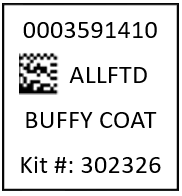 0003591410
ALLFTD
BUFFY COAT
Kit #: 302326